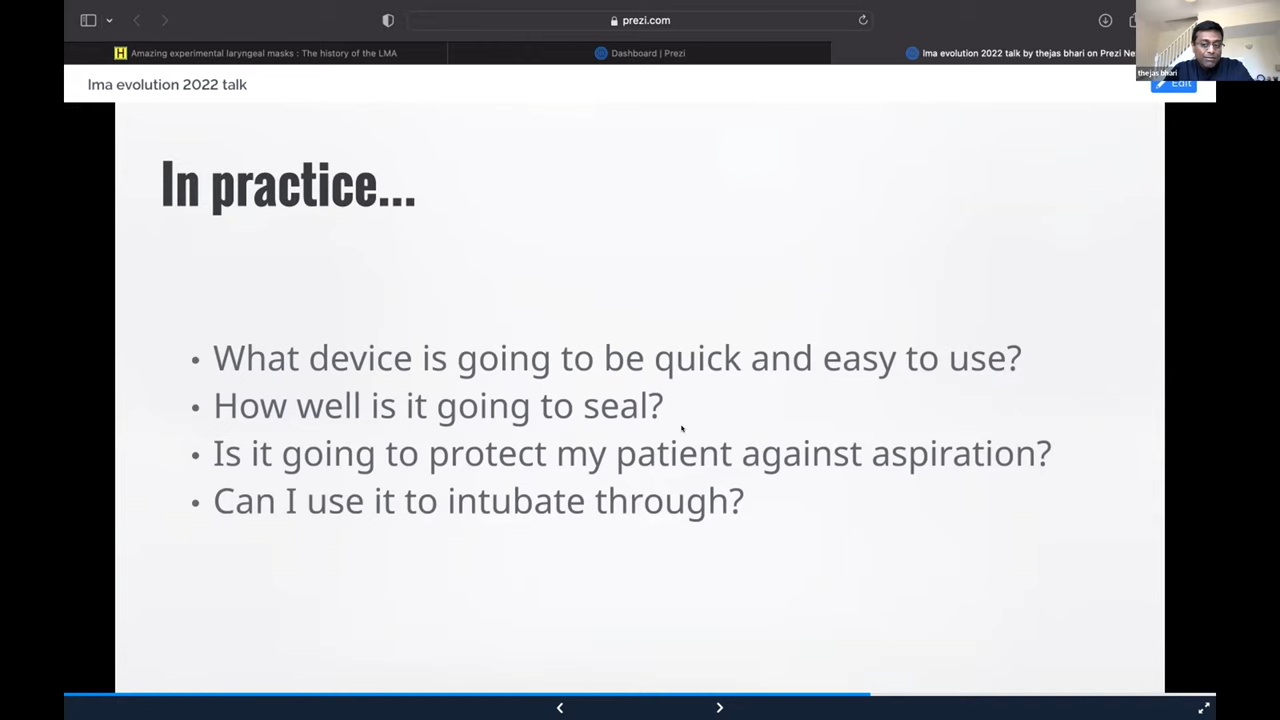 prezi.com
H Amazing experimental laryngeal masks : The history of the LMA
Dashboard | Prezi
lma evolution 2022 talk by thejas bhari on Prezi Ne
thejas bhari
lma evolution 2022 talk
Edit
In practice...
• What device is going to be quick and easy to use?
• How well is it going to seal?
• Is it going to protect my patient against aspiration?
• Can I use it to intubate through?